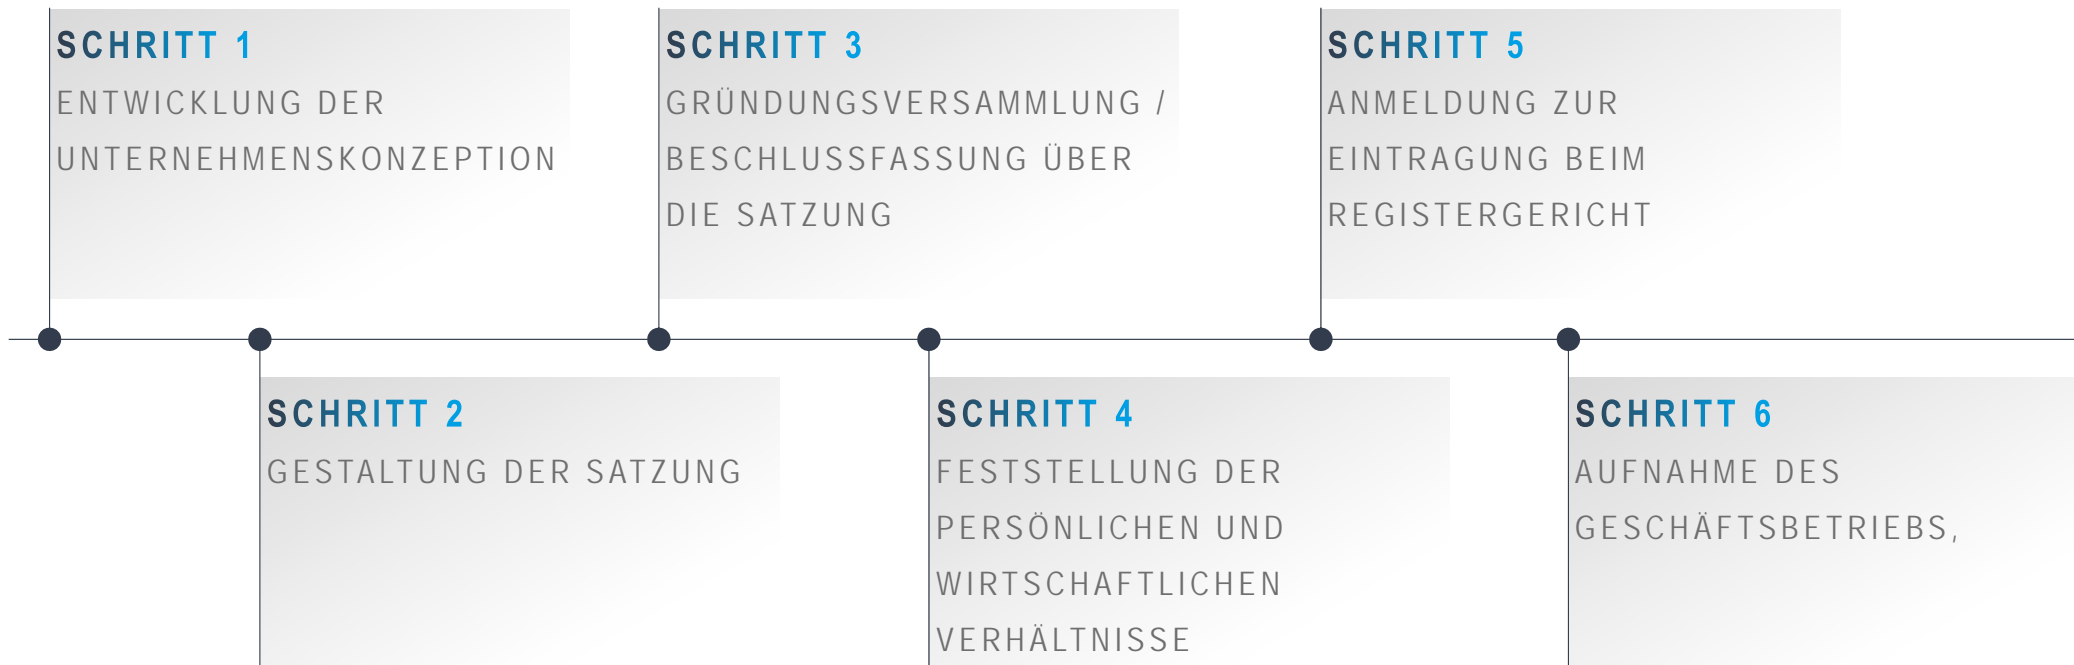 SCHRITT 1
ENTWICKLUNG DER
UNTERNEHMENSKONZEPTION
SCHRITT 2
GESTALTUNG DER SATZUNG
SCHRITT 3
GRÜNDUNGSVERSAMMLUNG /
BESCHLUSSFASSUNG ÜBER
DIE SATZUNG
SCHRITT 4
FESTSTELLUNG DER
PERSÖNLICHEN UND
WIRTSCHAFTLICHEN
VERHÄLTNISSE
SCHRITT 5
ANMELDUNG ZUR
EINTRAGUNG BEIM
REGISTERGERICHT
SCHRITT 6
AUFNAHME DES
GESCHÄFTSBETRIEBS,